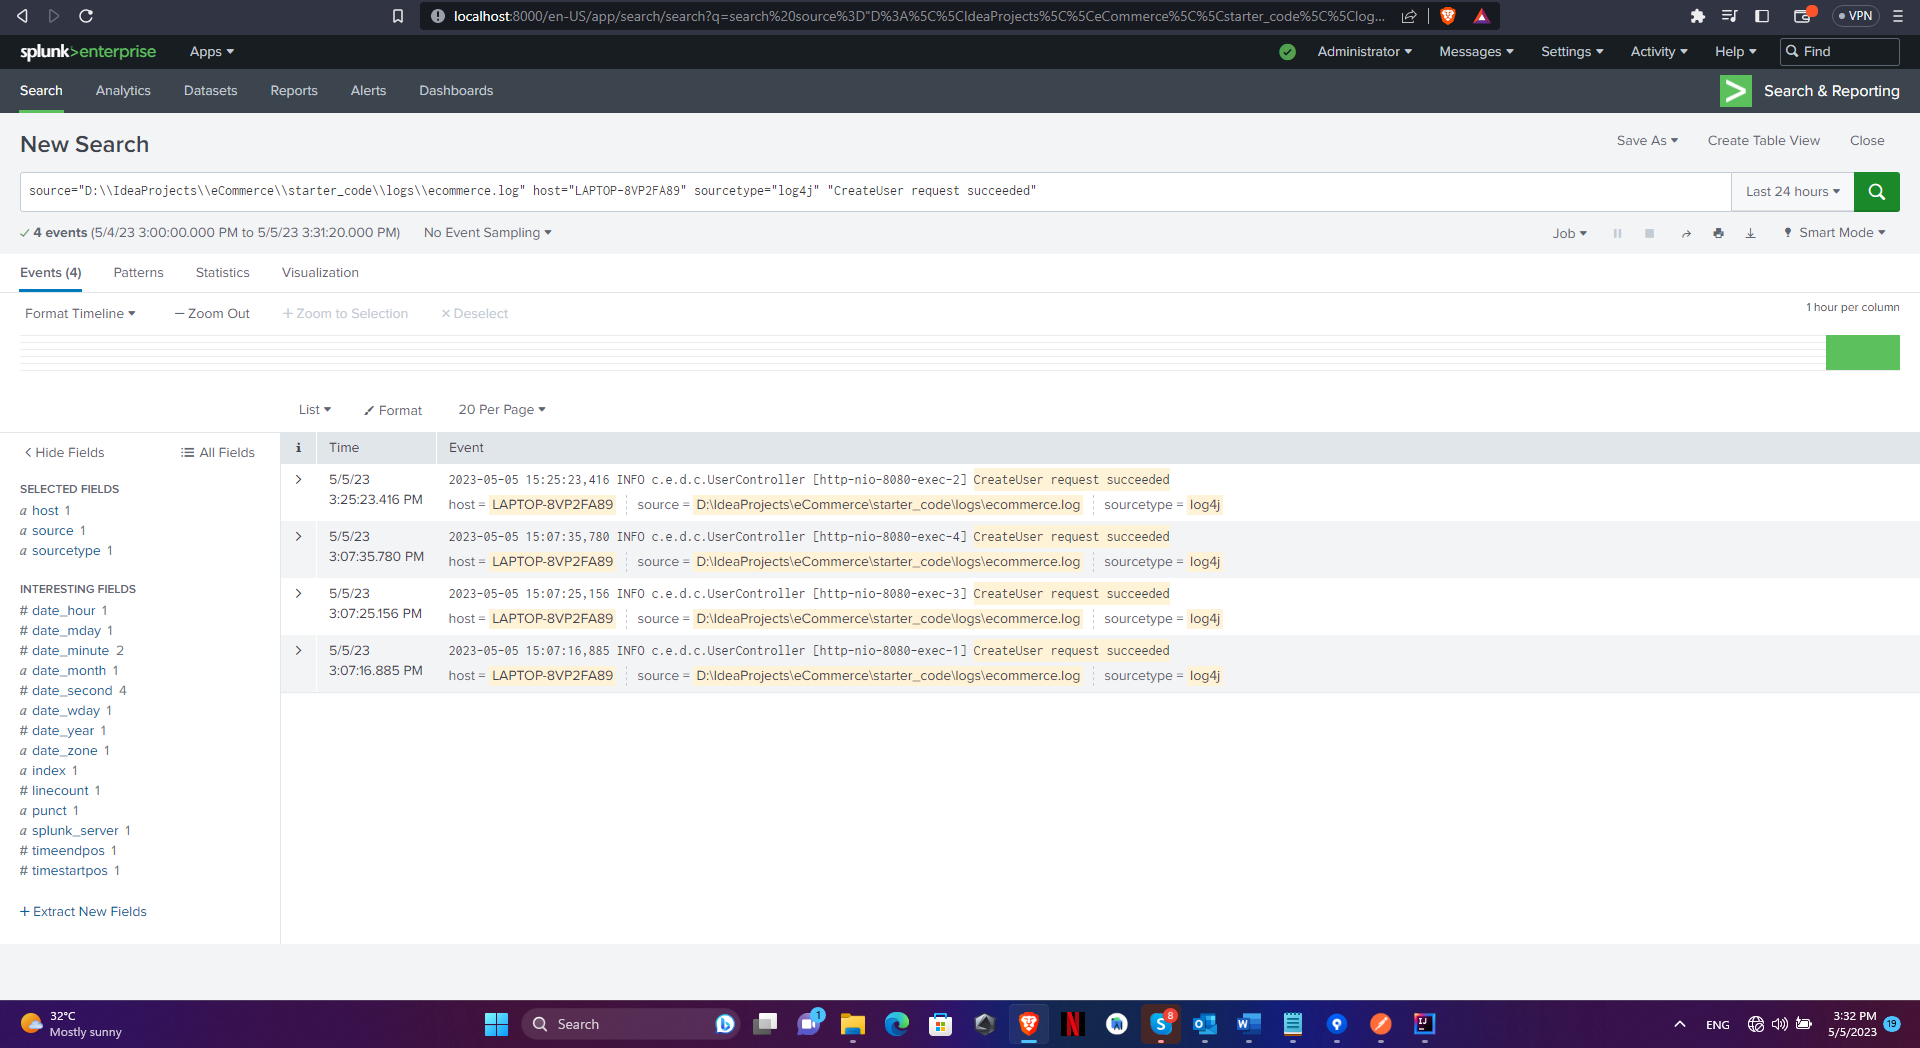 localhost:8000/en-US/app/search/search?q=search%20source%3D"D%3A%5C%5CIdeaProjects%5C%5CeCommerce%5C%5Cstarter_code%5C%5Clog...
VPN
splunk>enterprise Apps
Administrator Messages Settings Activity Help Find
Search Analytics Datasets Reports Alerts Dashboards
Search & Reporting
New Search
Save As Create Table View Close
source="D:\\IdeaProjects\\eCommerce\\starter_code\\logs\\ecommerce.log" host="LAPTOP-8VP2FA89" sourcetype="log4j" "CreateUser request succeeded"
Last 24 hours
4 events (5/4/23 3:00:00.000 PM to 5/5/23 3:31:20.000 PM) No Event Sampling
Job Smart Mode
Events (4) Patterns Statistics Visualization
Format Timeline — Zoom Out + Zoom to Selection × Deselect
1 hour per column
List Format 20 Per Page
Hide Fields All Fields
SELECTED FIELDS
a host 1
a source 1
a sourcetype 1
INTERESTING FIELDS
# date_hour 1
# date_mday 1
# date_minute 2
a date_month 1
# date_second 4
a date_wday 1
# date_year 1
a date_zone 1
a index 1
# linecount 1
a punct 1
a splunk_server 1
# timeendpos 1
# timestartpos 1
+ Extract New Fields
i Time Event
5/5/23
3:25:23.416 PM
2023-05-05 15:25:23,416 INFO c.e.d.c.UserController [http-nio-8080-exec-2] CreateUser request succeeded
host = LAPTOP-8VP2FA89 source = D:\IdeaProjects\eCommerce\starter_code\logs\ecommerce.log sourcetype = log4j
5/5/23
3:07:35.780 PM
2023-05-05 15:07:35,780 INFO c.e.d.c.UserController [http-nio-8080-exec-4] CreateUser request succeeded
host = LAPTOP-8VP2FA89 source = D:\IdeaProjects\eCommerce\starter_code\logs\ecommerce.log sourcetype = log4j
5/5/23
3:07:25.156 PM
2023-05-05 15:07:25,156 INFO c.e.d.c.UserController [http-nio-8080-exec-3] CreateUser request succeeded
host = LAPTOP-8VP2FA89 source = D:\IdeaProjects\eCommerce\starter_code\logs\ecommerce.log sourcetype = log4j
5/5/23
3:07:16.885 PM
2023-05-05 15:07:16,885 INFO c.e.d.c.UserController [http-nio-8080-exec-1] CreateUser request succeeded
host = LAPTOP-8VP2FA89 source = D:\IdeaProjects\eCommerce\starter_code\logs\ecommerce.log sourcetype = log4j
32°C
Mostly sunny
Search
1
8
ENG
3:32 PM
5/5/2023
19